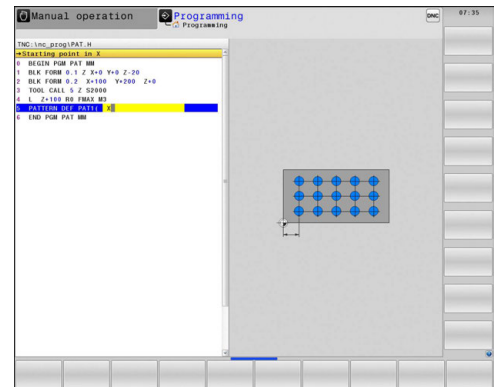 Manual operation
Programming
Programming
DNC
07:35
TNC:\nc_prog\PAT.H
→Starting point in X
0 BEGIN PGM PAT MM
1 BLK FORM 0.1 Z X+0 Y+0 Z-20
2 BLK FORM 0.2 X+100 Y+200 Z+0
3 TOOL CALL 5 Z S2000
4 L Z+100 R0 FMAX M3
5 PATTERN DEF PAT1( X
6 END PGM PAT MM